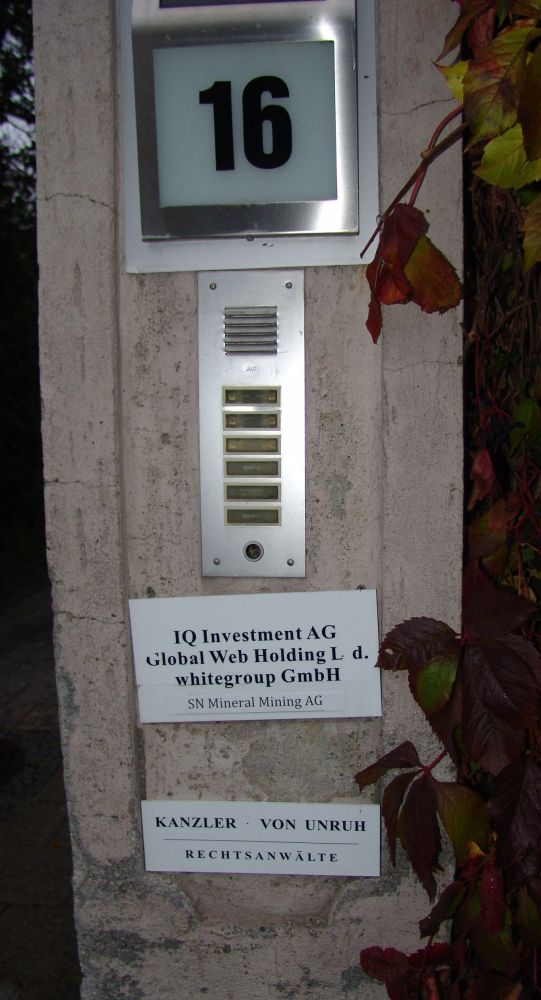 16
IQ Investment AG
Global Web Holding L d.
whitegroup GmbH
SN Mineral Mining AG
KANZLER · VON UNRUH
RECHTSANWÄLTE